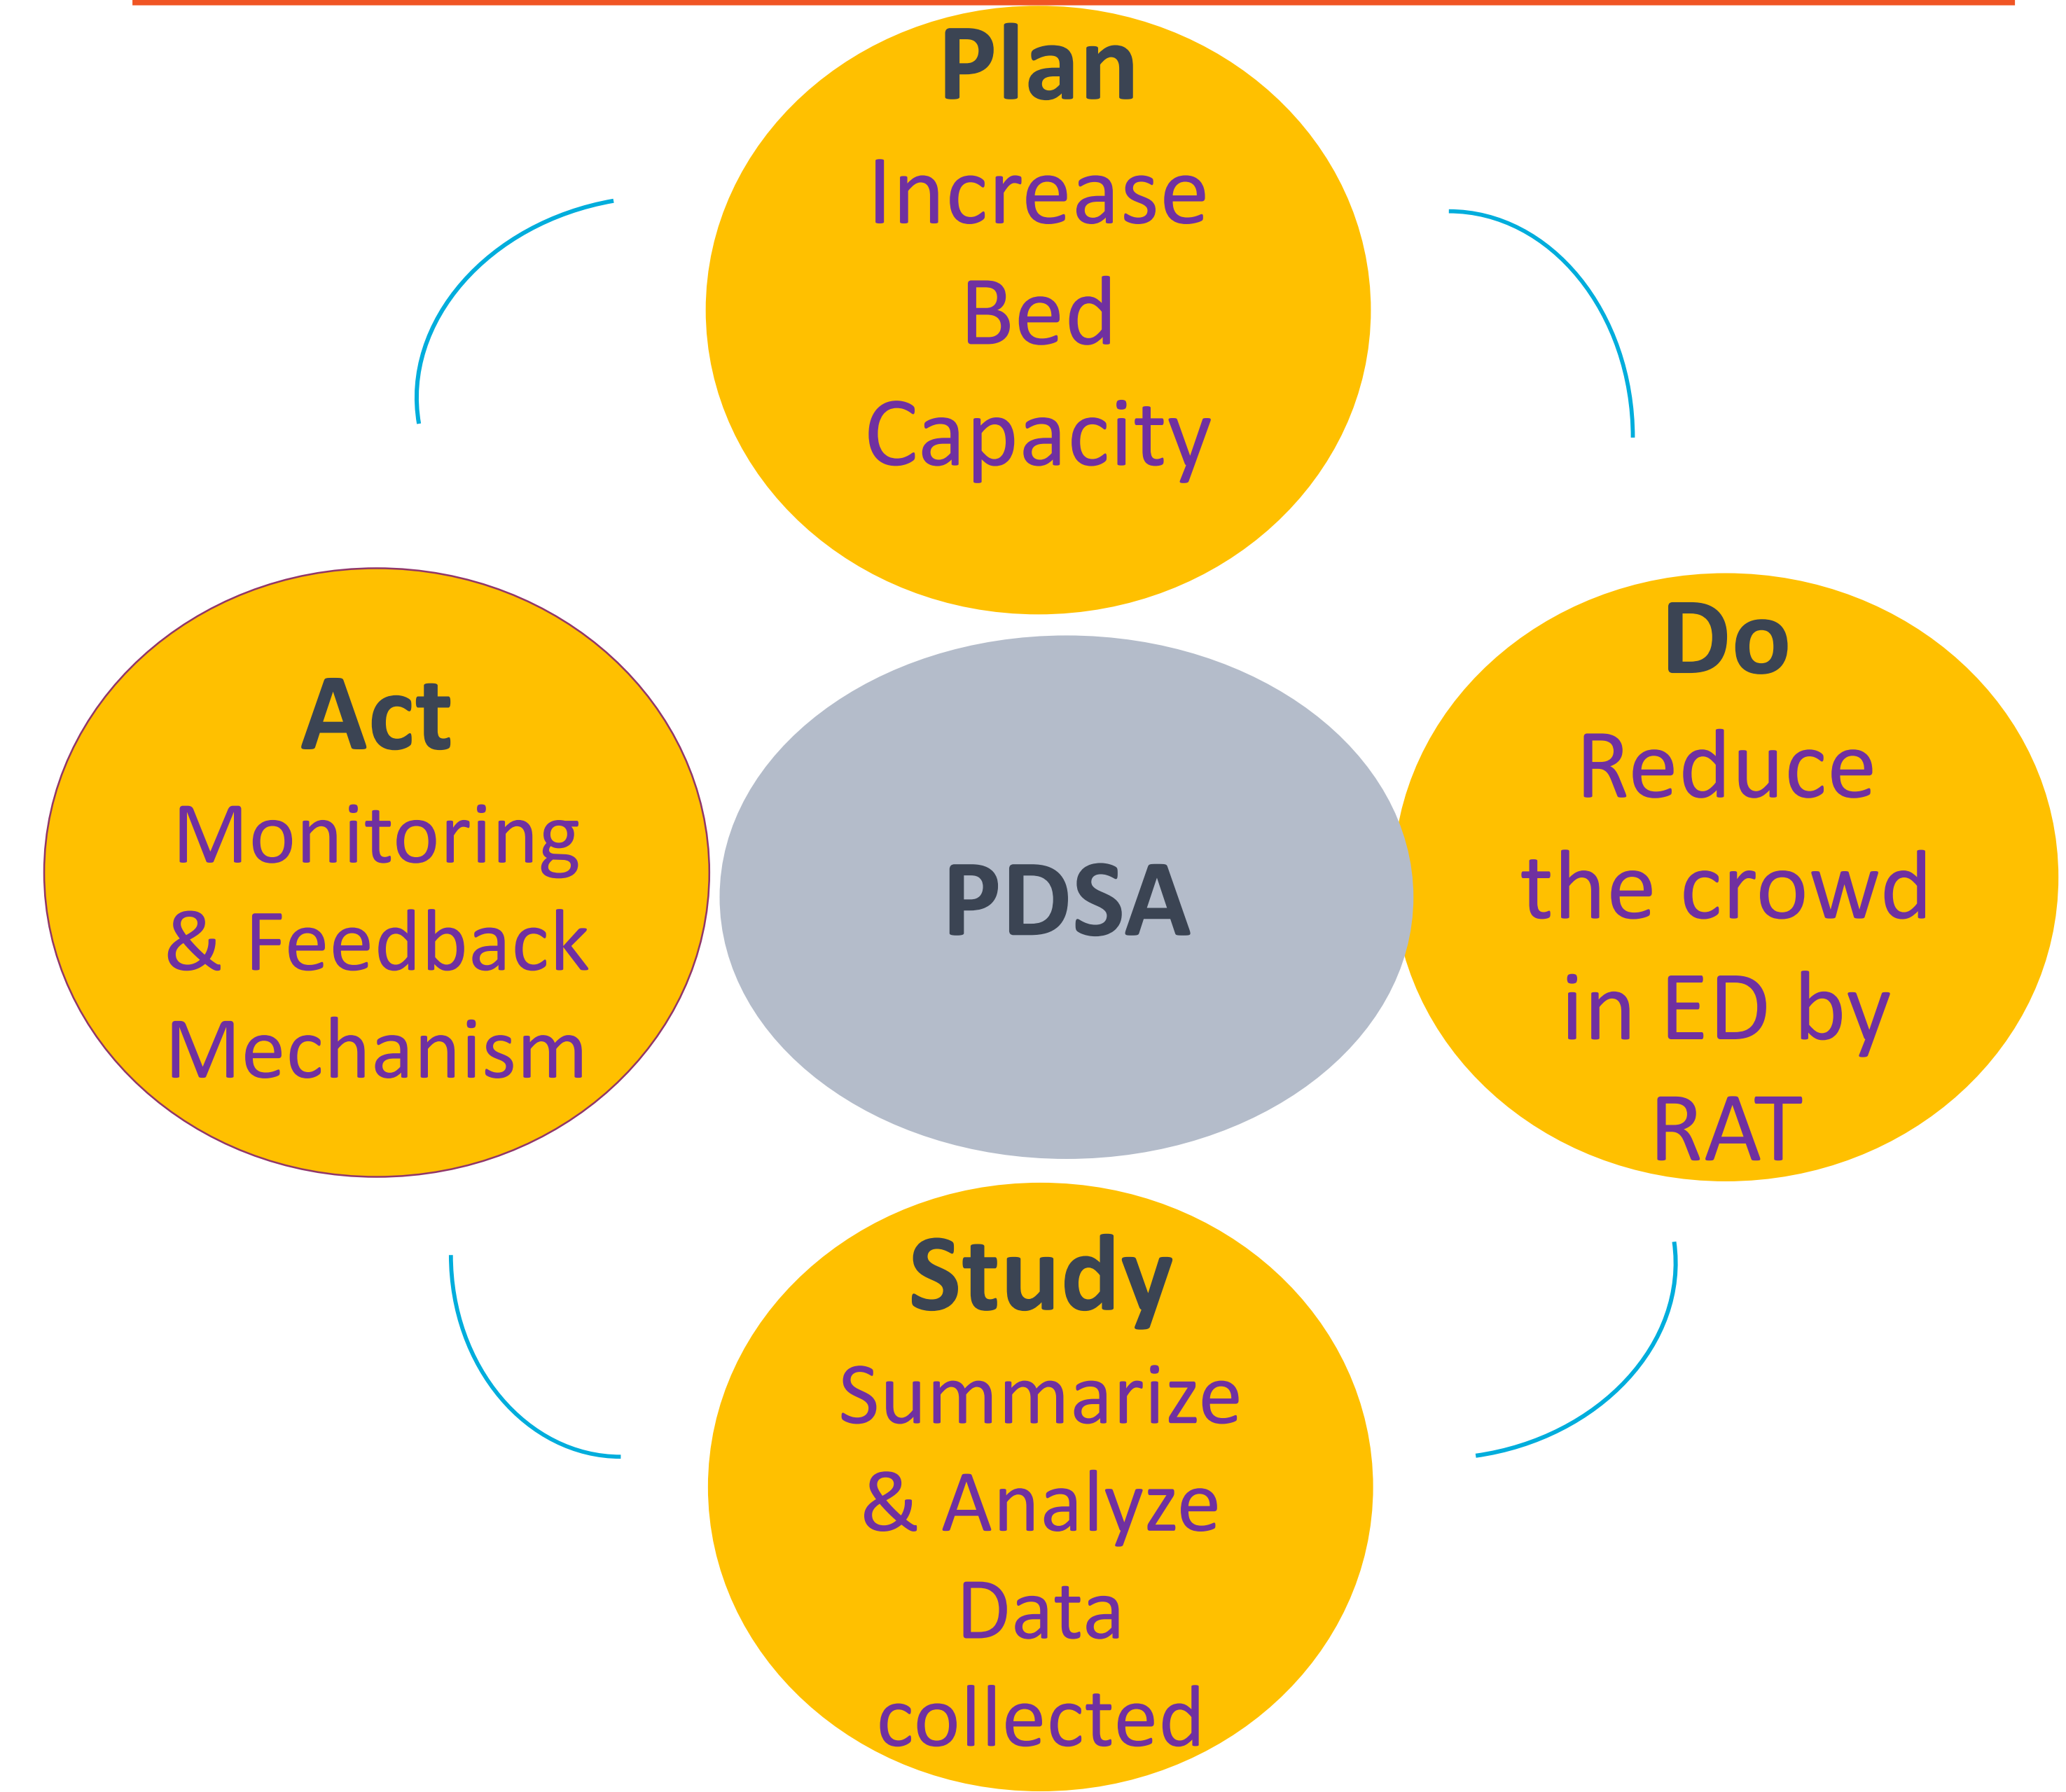 Plan
Increase
Bed
Capacity
Do
Reduce
the crowd
in ED by
RAT
PDSA
Act
Monitoring
& Feedback
Mechanism
Study
Summarize
& Analyze
Data
collected